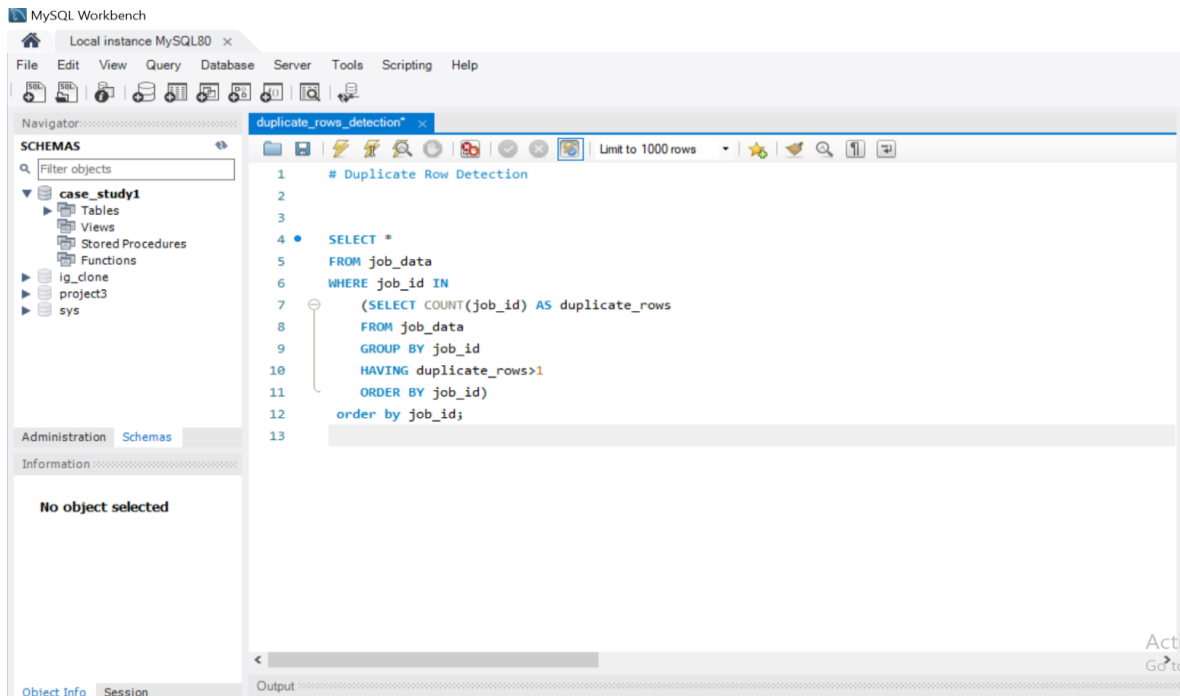 MySQL Workbench
Local instance MySQL80
File Edit View Query Database Server Tools Scripting Help
Navigator
SCHEMAS
Filter objects
case_study1
Tables
Views
Stored Procedures
Functions
ig_clone
project3
sys
Administration Schemas
Information
No object selected
Object Info Session
duplicate_rows_detection*
Limit to 1000 rows
1 # Duplicate Row Detection
2
3
4 SELECT *
5 FROM job_data
6 WHERE job_id IN
7 (SELECT COUNT(job_id) AS duplicate_rows
8 FROM job_data
9 GROUP BY job_id
10 HAVING duplicate_rows>1
11 ORDER BY job_id)
12 order by job_id;
13
Output